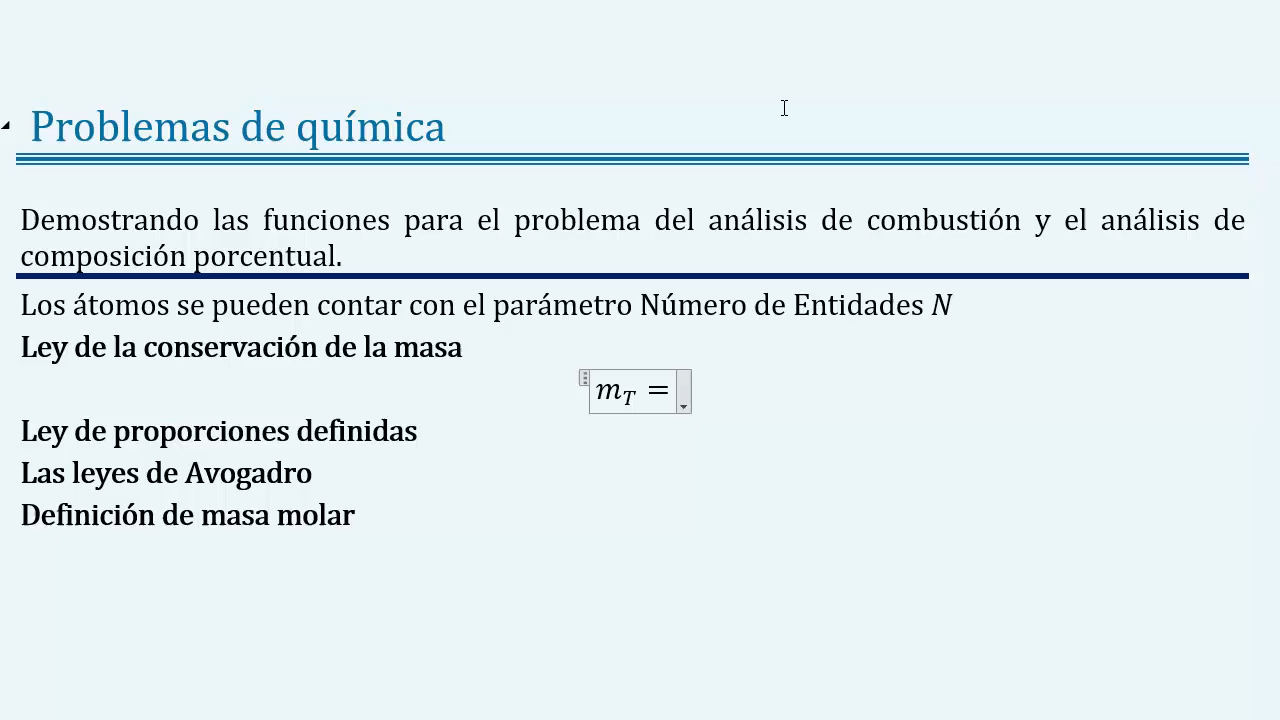 Problemas de química
Demostrando las funciones para el problema del análisis de combustión y el análisis de
composición porcentual.
Los átomos se pueden contar con el parámetro Número de Entidades N
Ley de la conservación de la masa
m_T =
Ley de proporciones definidas
Las leyes de Avogadro
Definición de masa molar